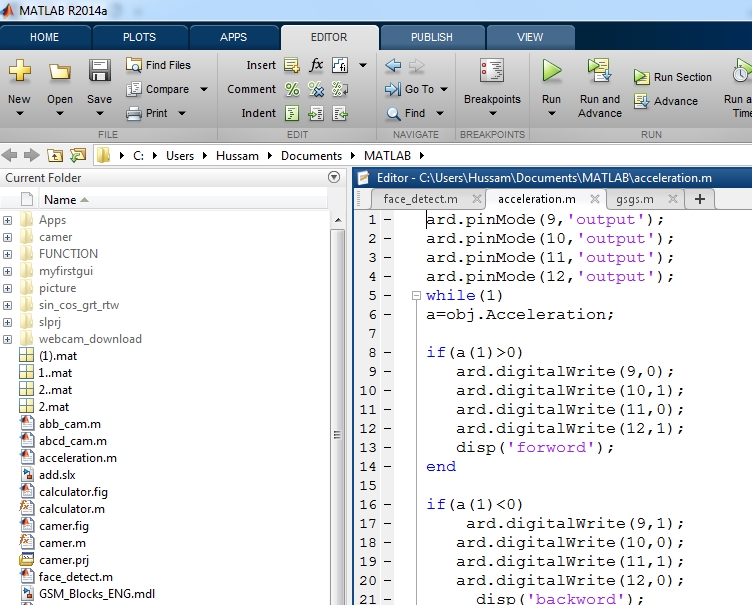 MATLAB R2014a
HOME PLOTS APPS EDITOR PUBLISH VIEW
New Open Save Find Files Compare Print
Insert fx Comment Indent
Go To Find
Breakpoints
Run Run and Advance Run Section Advance
FILE EDIT NAVIGATE BREAKPOINTS RUN
C: Users Hussam Documents MATLAB
Current Folder
Name
Apps
camer
FUNCTION
myfirstgui
picture
sin_cos_grt_rtw
slprj
webcam_download
(1).mat
1..mat
2..mat
2.mat
abb_cam.m
abcd_cam.m
acceleration.m
add.slx
calculator.fig
calculator.m
camer.fig
camer.m
camer.prj
face_detect.m
GSM_Blocks_ENG.mdl
Editor - C:\Users\Hussam\Documents\MATLAB\acceleration.m
face_detect.m acceleration.m gsgs.m
1 - ard.pinMode(9,'output');
2 - ard.pinMode(10,'output');
3 - ard.pinMode(11,'output');
4 - ard.pinMode(12,'output');
5 - while(1)
6 - a=obj.Acceleration;
7
8 - if(a(1)>0)
9 - ard.digitalWrite(9,0);
10 - ard.digitalWrite(10,1);
11 - ard.digitalWrite(11,0);
12 - ard.digitalWrite(12,1);
13 - disp('forword');
14 - end
15
16 - if(a(1)<0)
17 - ard.digitalWrite(9,1);
18 - ard.digitalWrite(10,0);
19 - ard.digitalWrite(11,1);
20 - ard.digitalWrite(12,0);
21 - disp('backword');